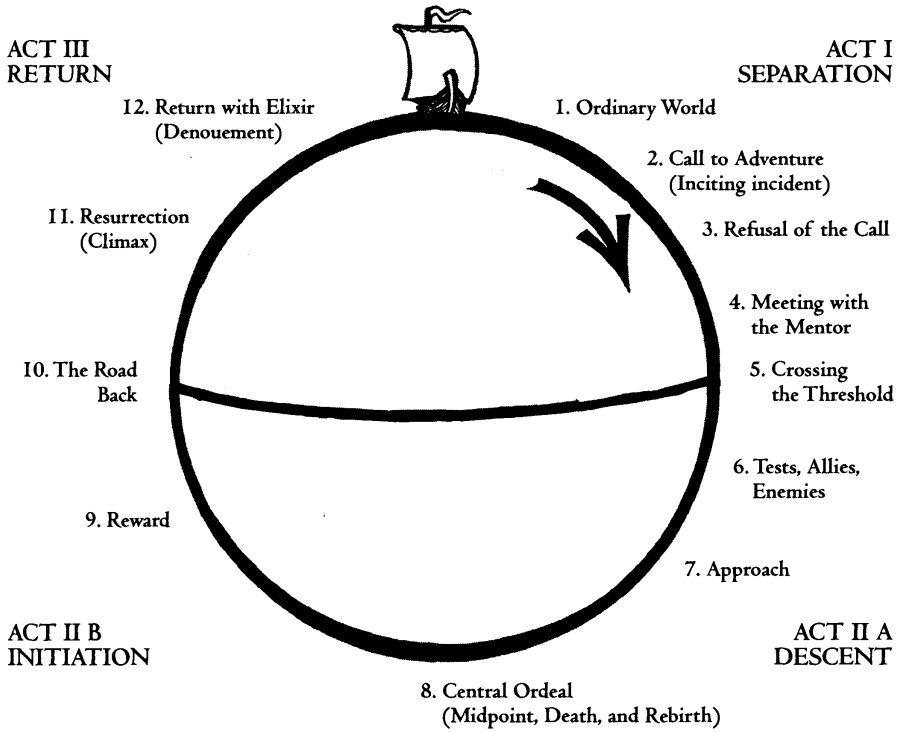 ACT III
RETURN
ACT I
SEPARATION
12. Return with Elixir
(Denouement)
1. Ordinary World
2. Call to Adventure
(Inciting incident)
11. Resurrection
(Climax)
3. Refusal of the Call
4. Meeting with
the Mentor
10. The Road
Back
5. Crossing
the Threshold
6. Tests, Allies,
Enemies
9. Reward
7. Approach
ACT II B
INITIATION
ACT II A
DESCENT
8. Central Ordeal
(Midpoint, Death, and Rebirth)